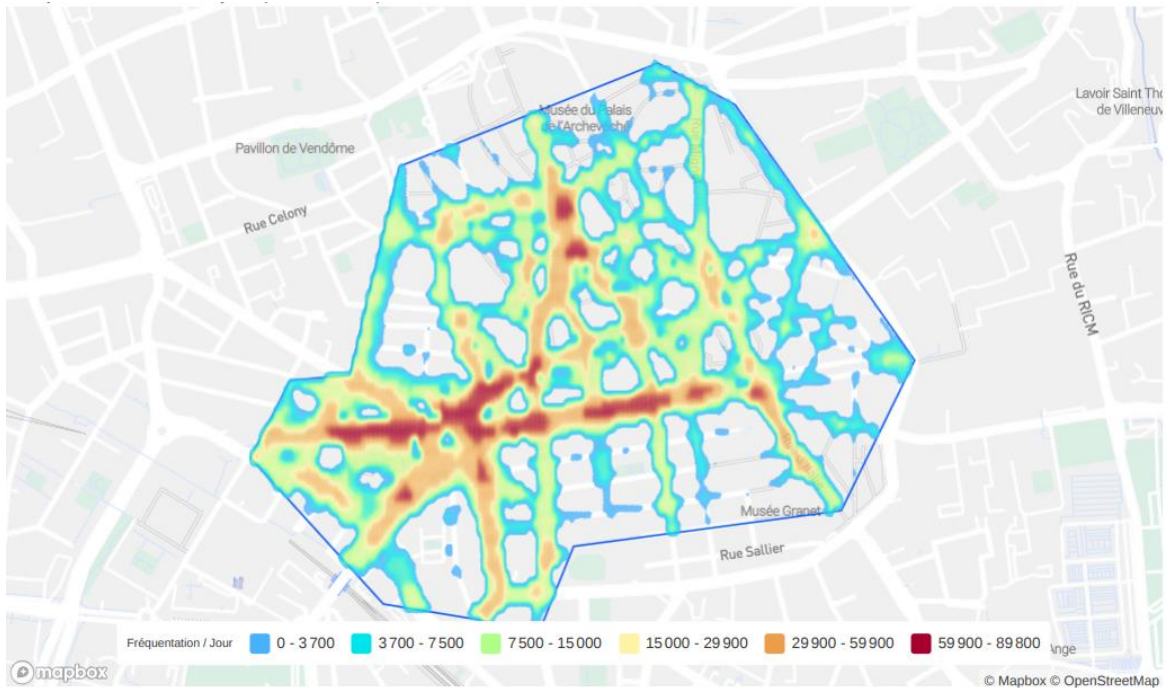 Lavoir Saint Tho
de Villeneuv
Musée du Palais
de l'Archevêché
Pavillon de Vendôme
Rue Celony
Rue du RICM
Musée Granet
Rue Sallier
Fréquentation / Jour
0 - 3 700
3 700 - 7 500
7 500 - 15 000
15 000 - 29 900
29 900 - 59 900
59 900 - 89 800
Ange
mapbox
© Mapbox © OpenStreetMap